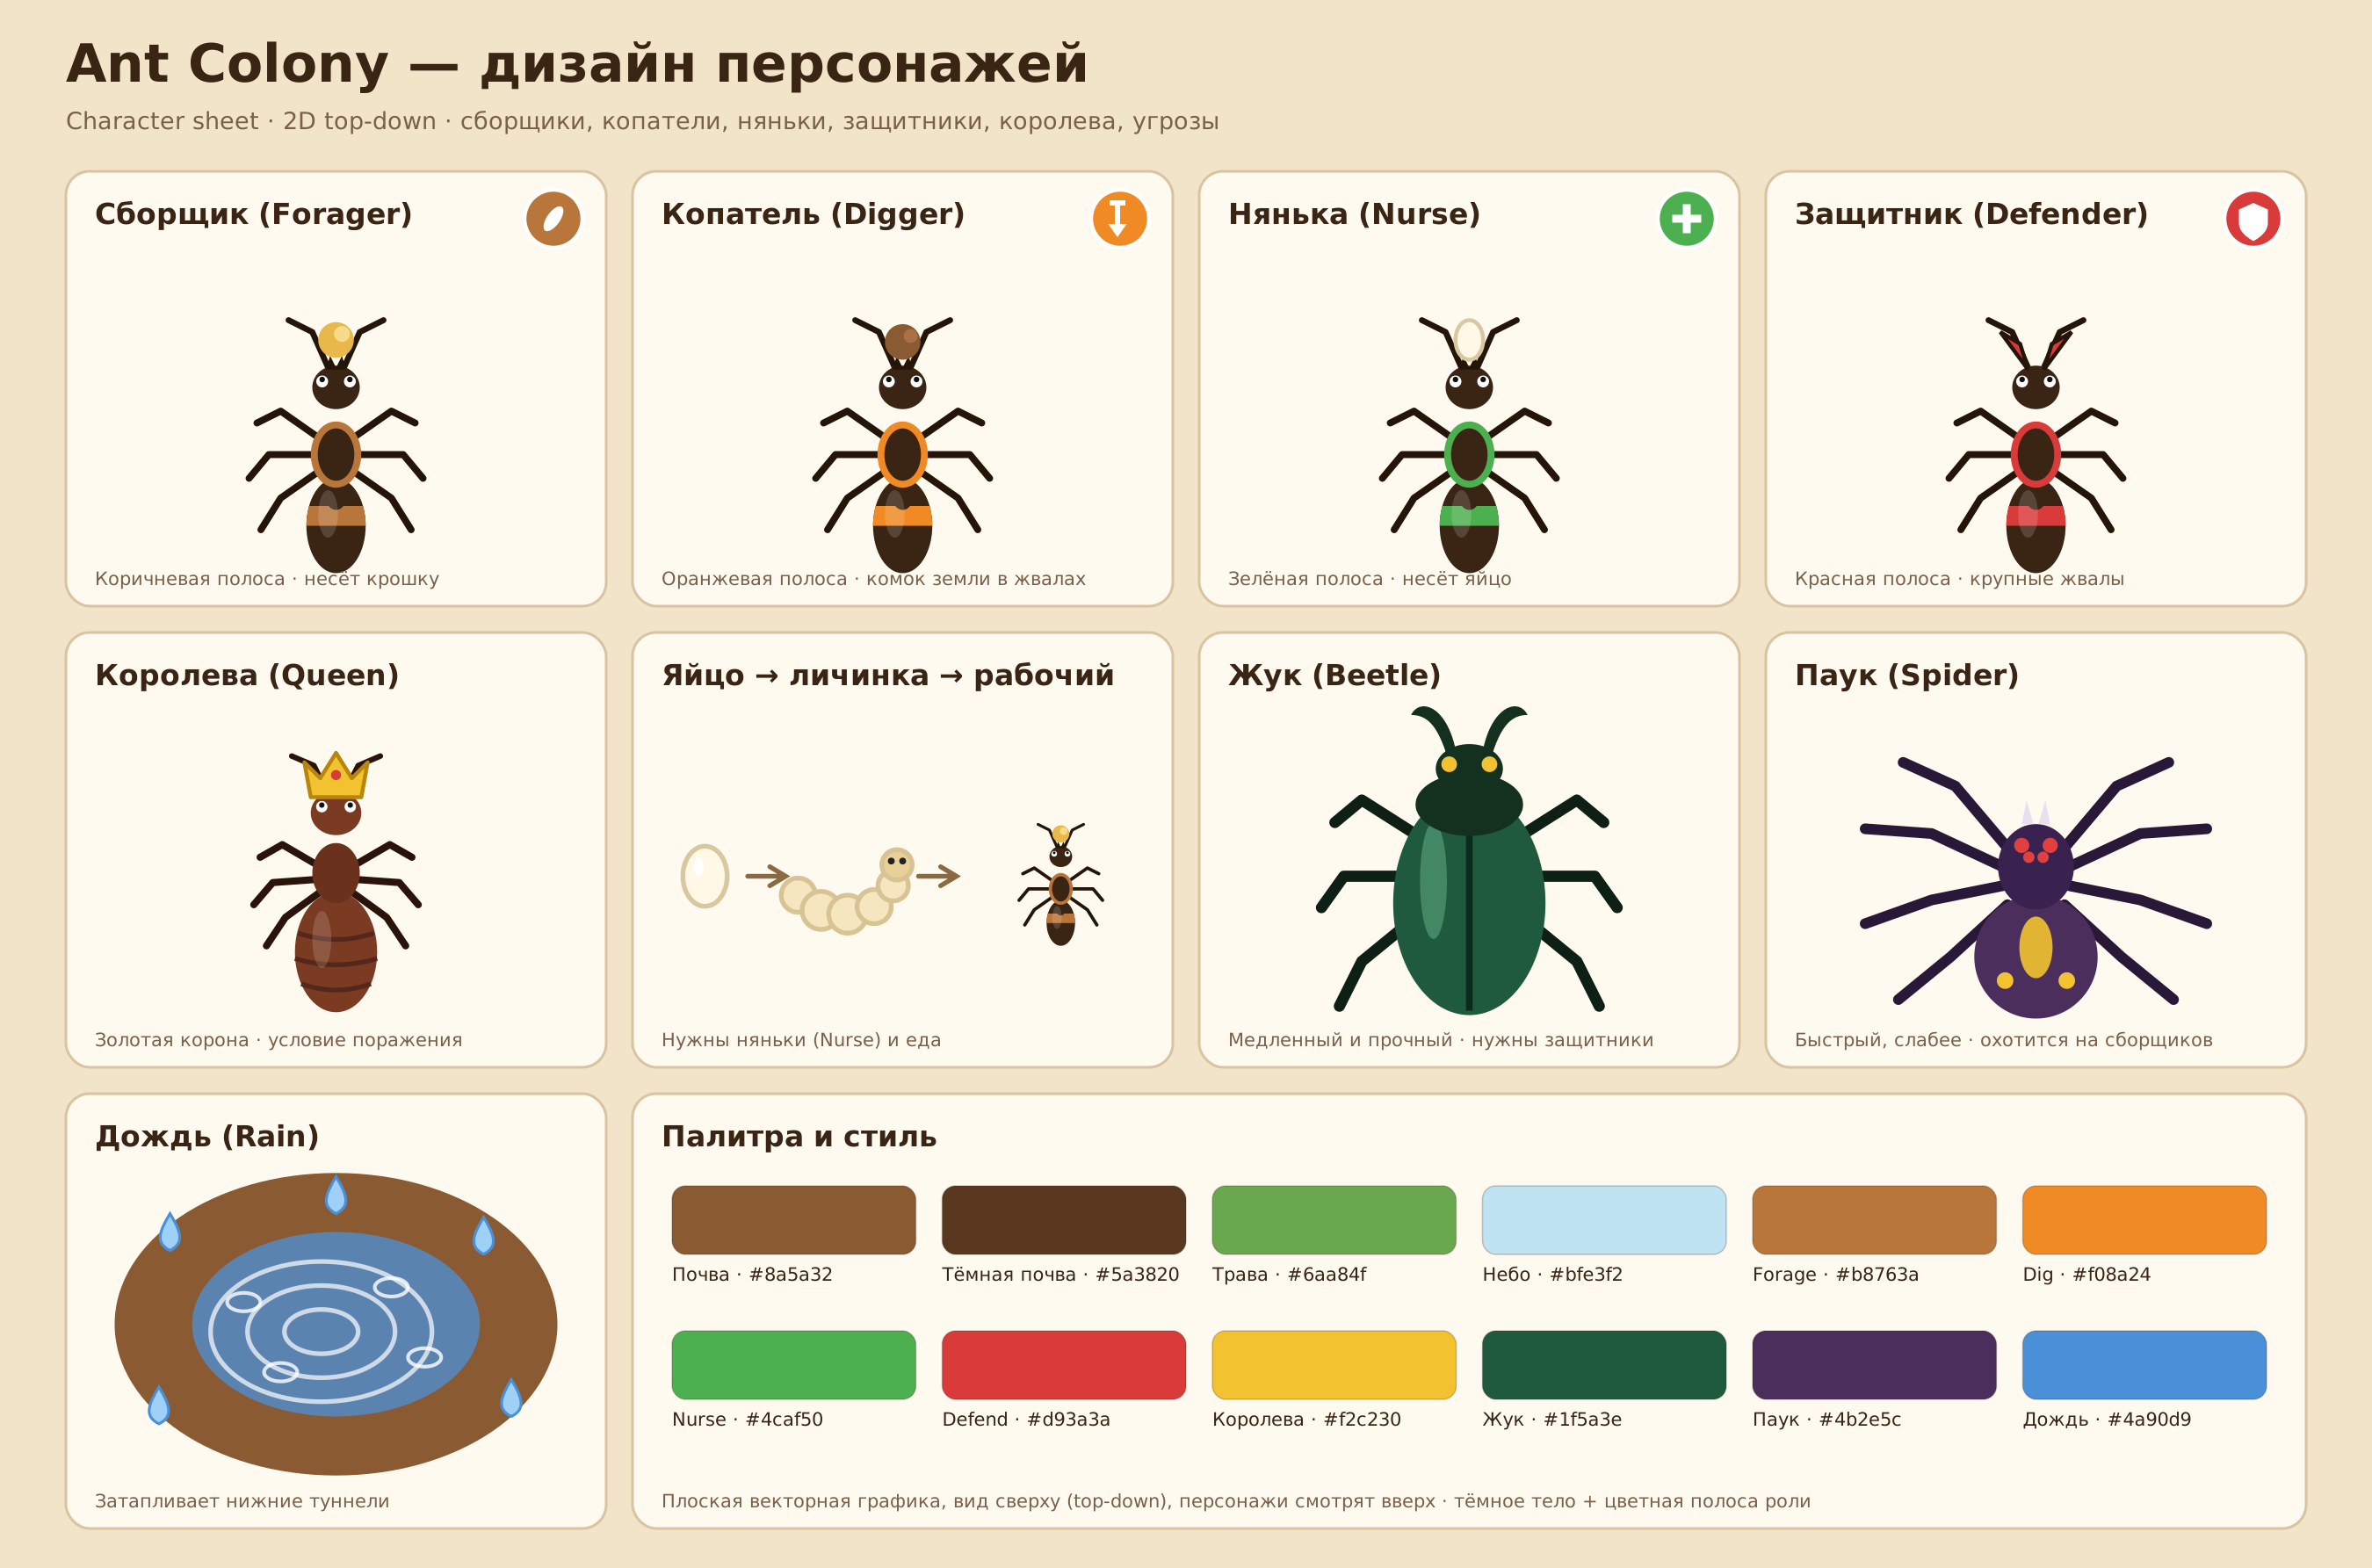 Ant Colony — дизайн персонажей
Character sheet · 2D top-down · сборщики, копатели, няньки, защитники, королева, угрозы
Сборщик (Forager)
Коричневая полоса · несёт крошку
Копатель (Digger)
Оранжевая полоса · комок земли в жвалах
Нянька (Nurse)
Зелёная полоса · несёт яйцо
Защитник (Defender)
Красная полоса · крупные жвалы
Королева (Queen)
Золотая корона · условие поражения
Яйцо → личинка → рабочий
Нужны няньки (Nurse) и еда
Жук (Beetle)
Медленный и прочный · нужны защитники
Паук (Spider)
Быстрый, слабее · охотится на сборщиков
Дождь (Rain)
Затапливает нижние туннели
Палитра и стиль
Почва · #8a5a32
Тёмная почва · #5a3820
Трава · #6aa84f
Небо · #bfe3f2
Forage · #b8763a
Dig · #f08a24
Nurse · #4caf50
Defend · #d93a3a
Королева · #f2c230
Жук · #1f5a3e
Паук · #4b2e5c
Дождь · #4a90d9
Плоская векторная графика, вид сверху (top-down), персонажи смотрят вверх · тёмное тело + цветная полоса роли